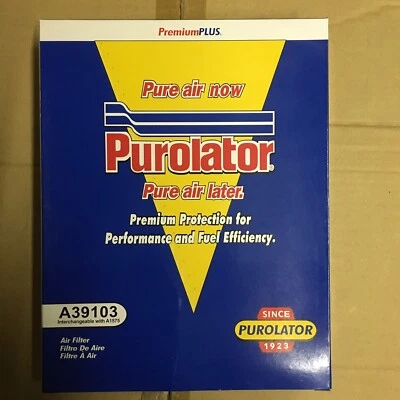 PremiumPLUS.
Pure air now
Purolator®
Pure air later.
Premium Protection for
Performance and Fuel Efficiency.
A39103
Interchangeable with A1575
Air Filter
Filtro De Aire
Filtre À Air
SINCE
PUROLATOR
1923